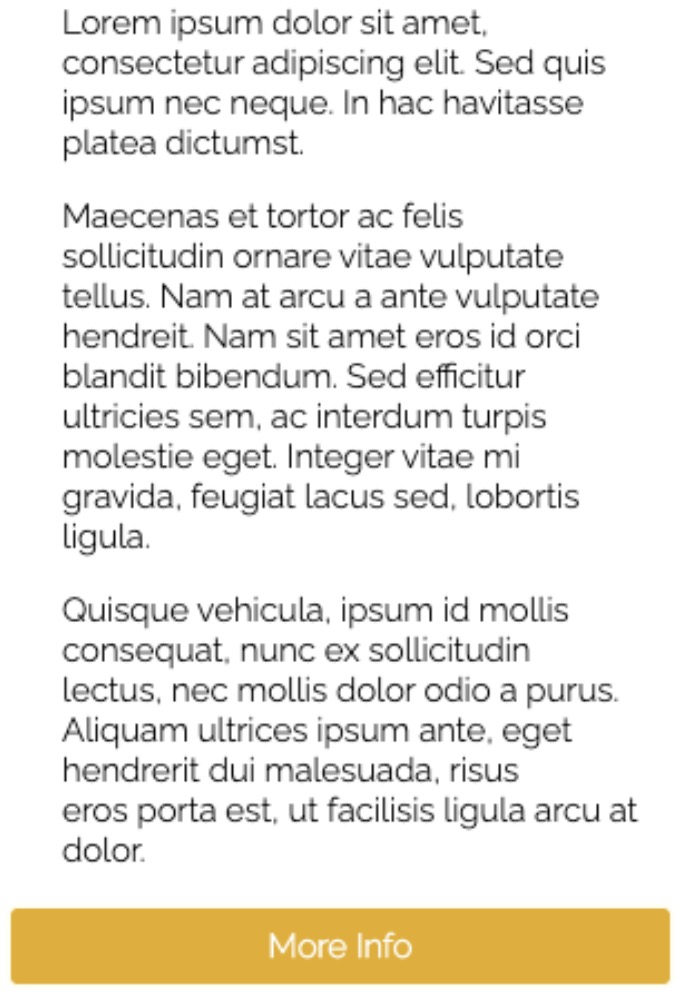 Lorem ipsum dolor sit amet,
consectetur adipiscing elit. Sed quis
ipsum nec neque. In hac havitasse
platea dictumst.
Maecenas et tortor ac felis
sollicitudin ornare vitae vulputate
tellus. Nam at arcu a ante vulputate
hendreit. Nam sit amet eros id orci
blandit bibendum. Sed efficitur
ultricies sem, ac interdum turpis
molestie eget. Integer vitae mi
gravida, feugiat lacus sed, lobortis
ligula.
Quisque vehicula, ipsum id mollis
consequat, nunc ex sollicitudin
lectus, nec mollis dolor odio a purus.
Aliquam ultrices ipsum ante, eget
hendrerit dui malesuada, risus
eros porta est, ut facilisis ligula arcu at
dolor.
More Info